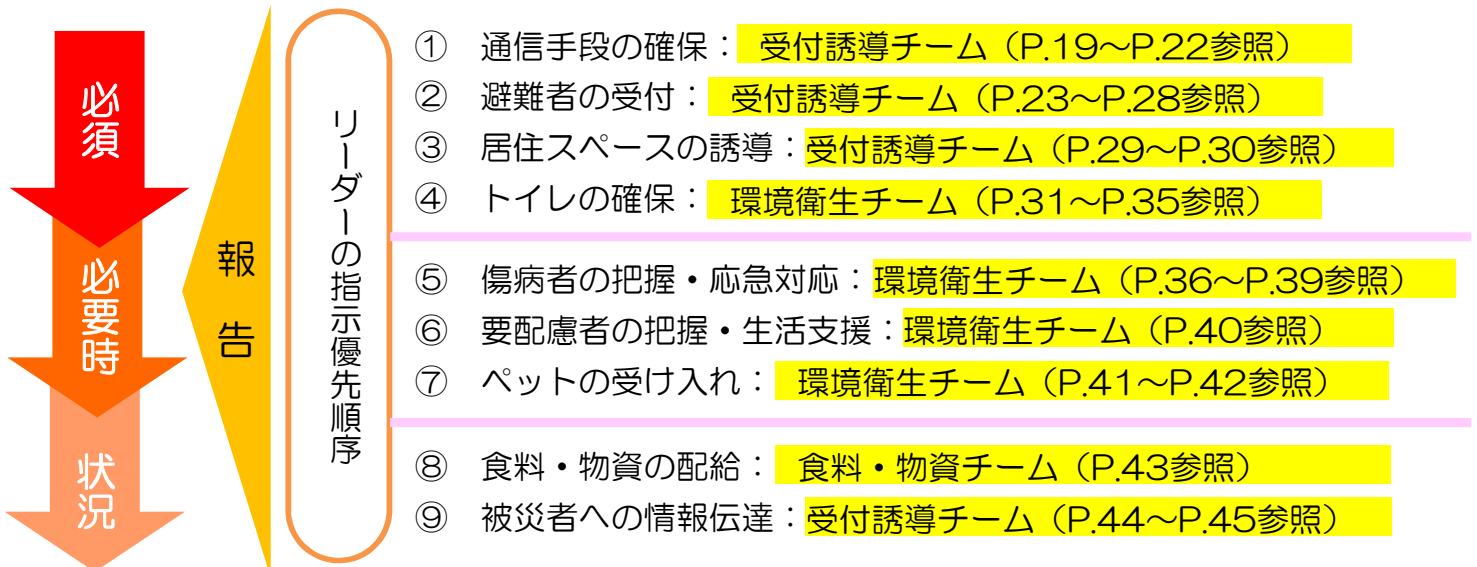 必須
必要時
状況
報告
リーダーの指示優先順序
① 通信手段の確保： 受付誘導チーム（P.19～P.22参照）
② 避難者の受付： 受付誘導チーム（P.23～P.28参照）
③ 居住スペースの誘導：受付誘導チーム（P.29～P.30参照）
④ トイレの確保： 環境衛生チーム（P.31～P.35参照）
⑤ 傷病者の把握・応急対応：環境衛生チーム（P.36～P.39参照）
⑥ 要配慮者の把握・生活支援：環境衛生チーム（P.40参照）
⑦ ペットの受け入れ： 環境衛生チーム（P.41～P.42参照）
⑧ 食料・物資の配給： 食料・物資チーム（P.43参照）
⑨ 被災者への情報伝達：受付誘導チーム（P.44～P.45参照）